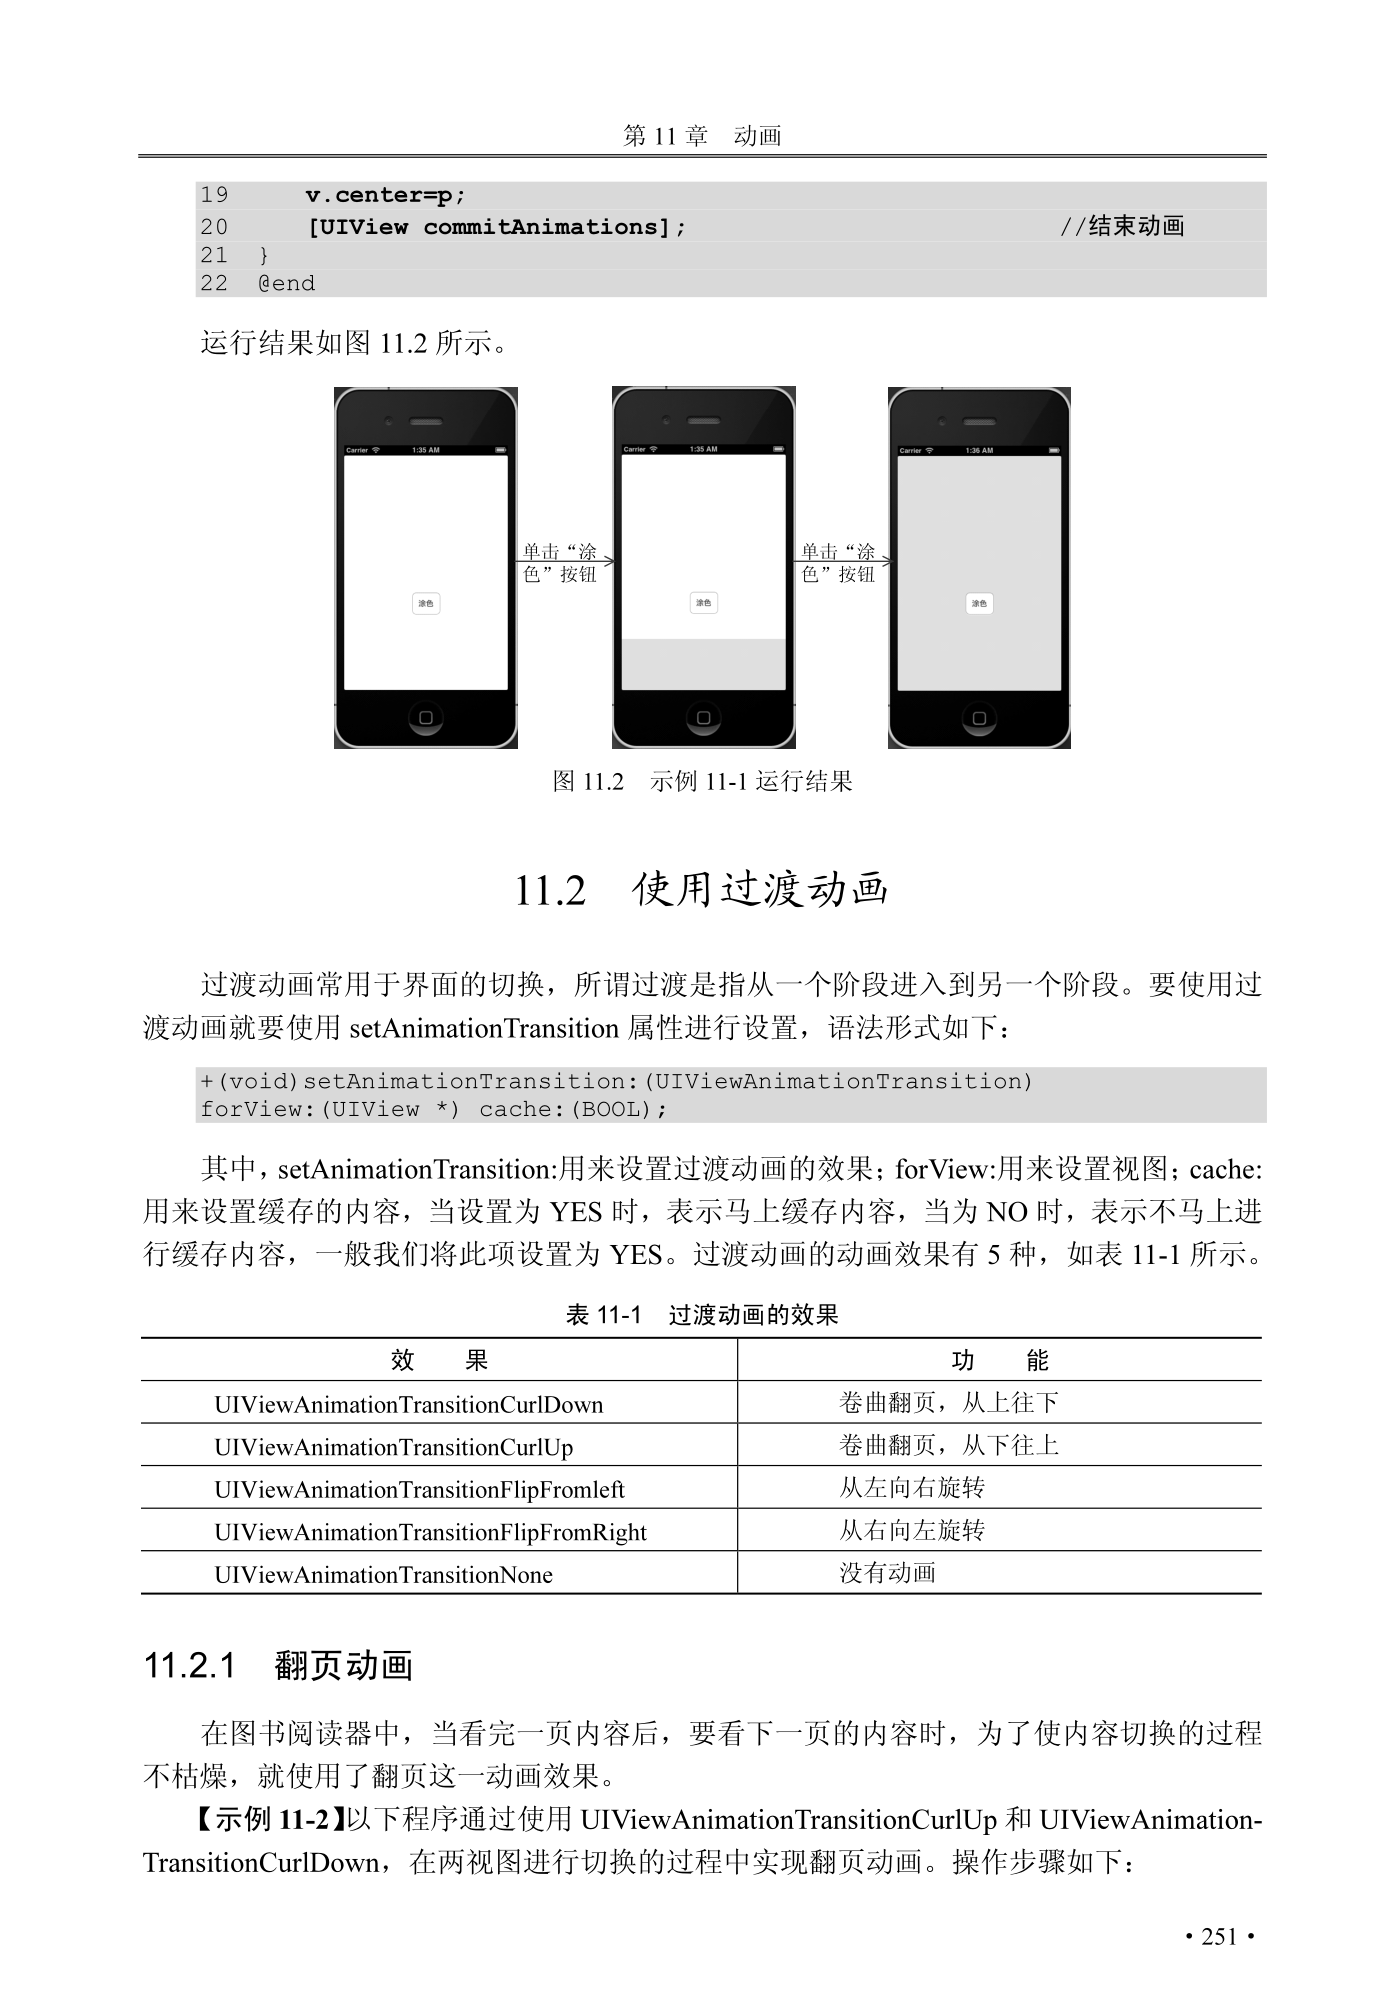 第 11 章　动画
19     v.center=p;
20     [UIView commitAnimations];     //结束动画
21  }
22  @end
运行结果如图 11.2 所示。
Carrier 1:35 AM
Carrier 1:35 AM
Carrier 1:36 AM
单击“涂
色”按钮
单击“涂
色”按钮
涂色
涂色
涂色
图 11.2　示例 11-1 运行结果
11.2　使用过渡动画
过渡动画常用于界面的切换，所谓过渡是指从一个阶段进入到另一个阶段。要使用过
渡动画就要使用 setAnimationTransition 属性进行设置，语法形式如下：
+(void)setAnimationTransition:(UIViewAnimationTransition)
forView:(UIView *) cache:(BOOL);
其中，setAnimationTransition:用来设置过渡动画的效果；forView:用来设置视图；cache:
用来设置缓存的内容，当设置为 YES 时，表示马上缓存内容，当为 NO 时，表示不马上进
行缓存内容，一般我们将此项设置为 YES。过渡动画的动画效果有 5 种，如表 11-1 所示。
表 11-1　过渡动画的效果
效　果　功　能
UIViewAnimationTransitionCurlDown　卷曲翻页，从上往下
UIViewAnimationTransitionCurlUp　卷曲翻页，从下往上
UIViewAnimationTransitionFlipFromleft　从左向右旋转
UIViewAnimationTransitionFlipFromRight　从右向左旋转
UIViewAnimationTransitionNone　没有动画
11.2.1　翻页动画
在图书阅读器中，当看完一页内容后，要看下一页的内容时，为了使内容切换的过程
不枯燥，就使用了翻页这一动画效果。
【示例 11-2】以下程序通过使用 UIViewAnimationTransitionCurlUp 和 UIViewAnimation-
TransitionCurlDown，在两视图进行切换的过程中实现翻页动画。操作步骤如下：
• 251 •